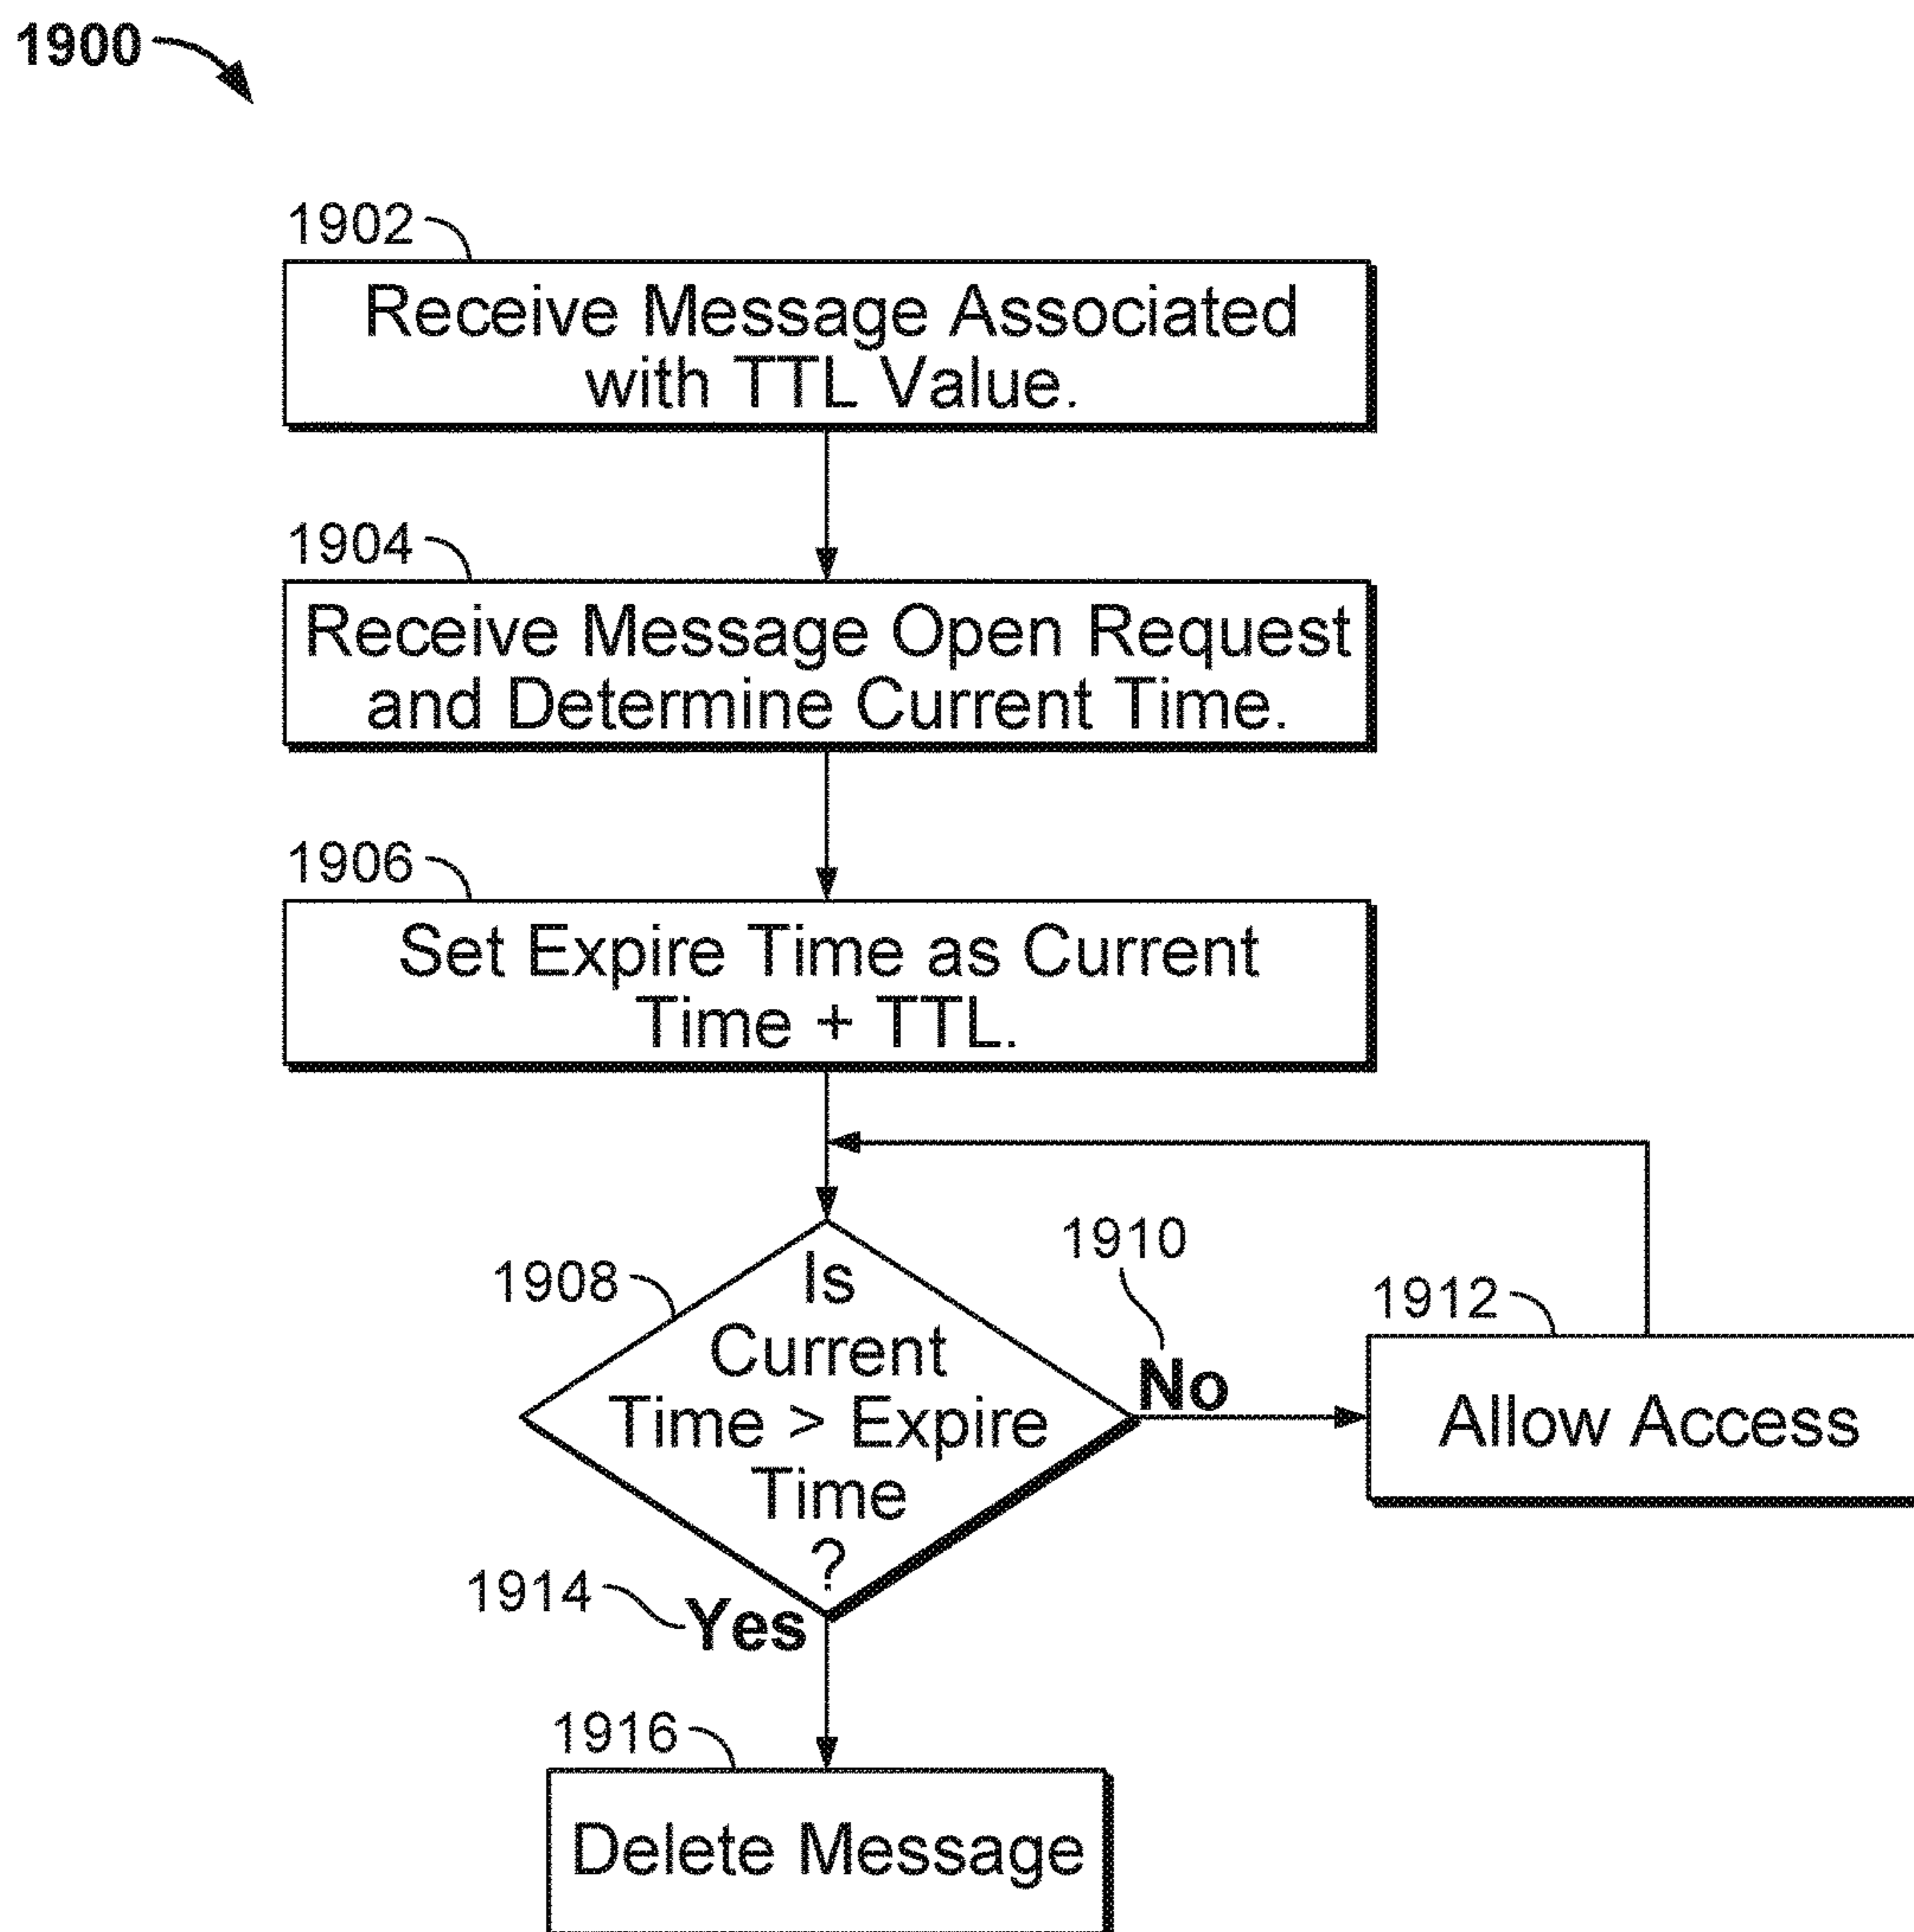 1900
1902
Receive Message Associated
with TTL Value.
1904
Receive Message Open Request
and Determine Current Time.
1906
Set Expire Time as Current
Time + TTL.
1908
Is
Current
Time > Expire
Time
?
1910
No
1912
Allow Access
1914
Yes
1916
Delete Message